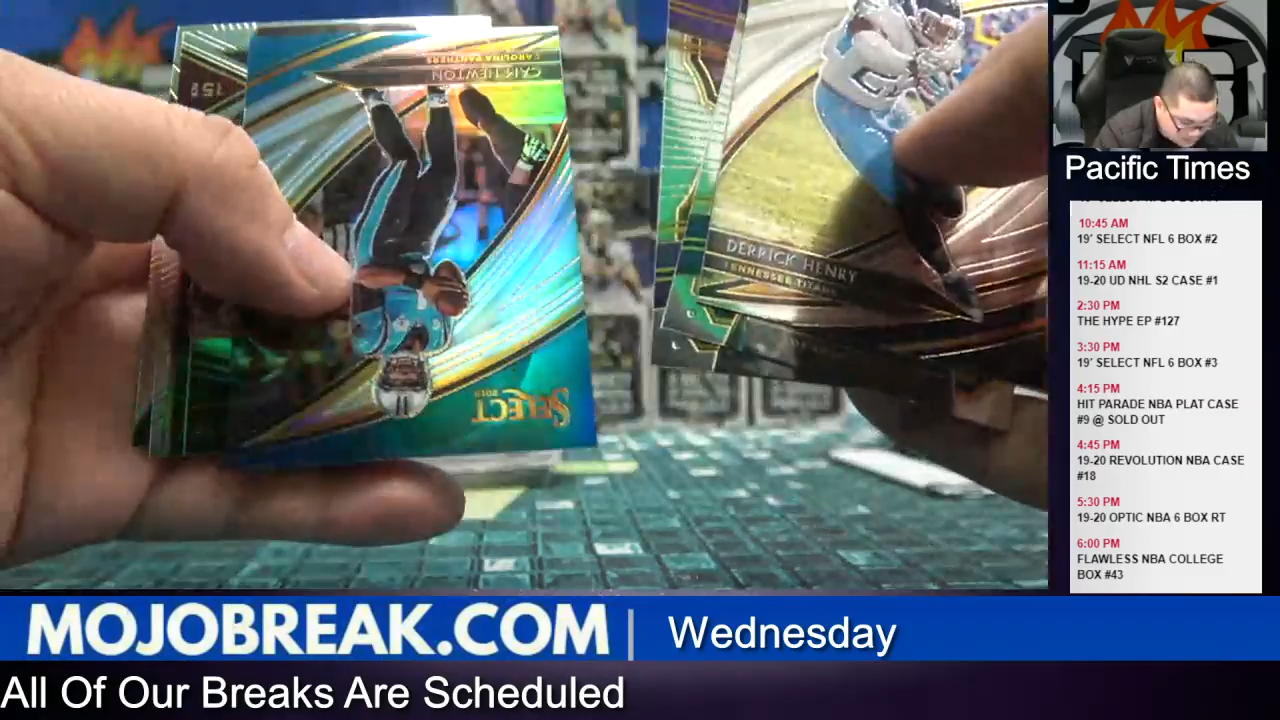 CAM NEWTON
CAROLINA PANTHERS
SELECT
2019
DERRICK HENRY
TENNESSEE TITANS
Pacific Times
10:45 AM
19' SELECT NFL 6 BOX #2
11:15 AM
19-20 UD NHL S2 CASE #1
2:30 PM
THE HYPE EP #127
3:30 PM
19' SELECT NFL 6 BOX #3
4:15 PM
HIT PARADE NBA PLAT CASE
#9 @ SOLD OUT
4:45 PM
19-20 REVOLUTION NBA CASE
#18
5:30 PM
19-20 OPTIC NBA 6 BOX RT
6:00 PM
FLAWLESS NBA COLLEGE
BOX #43
MOJOBREAK.COM | Wednesday
All Of Our Breaks Are Scheduled